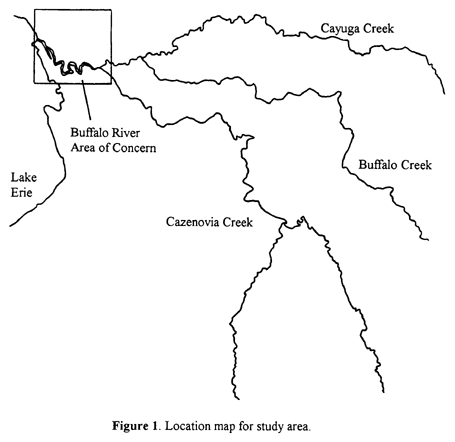 Cayuga Creek
Buffalo River
Area of Concern
Buffalo Creek
Lake
Erie
Cazenovia Creek
Figure 1. Location map for study area.